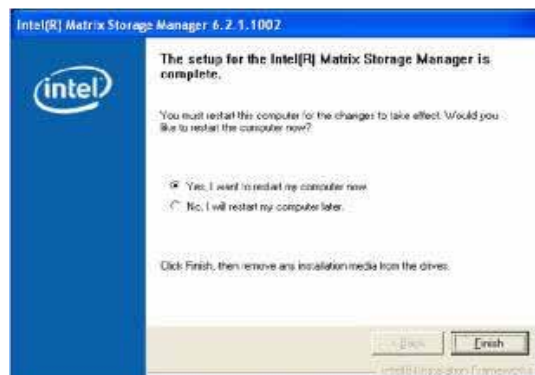 Intel(R) Matrix Storage Manager 6.2.1.1002
The setup for the Intel(R) Matrix Storage Manager is
complete.
intel
You must restart this computer for the changes to take effect. Would you
like to restart the computer now?
Yes, I want to restart my computer now.
No, I will restart my computer later.
Click Finish, then remove any installation media from the drives.
< Back
Finish
Intel(R) Installation Framework